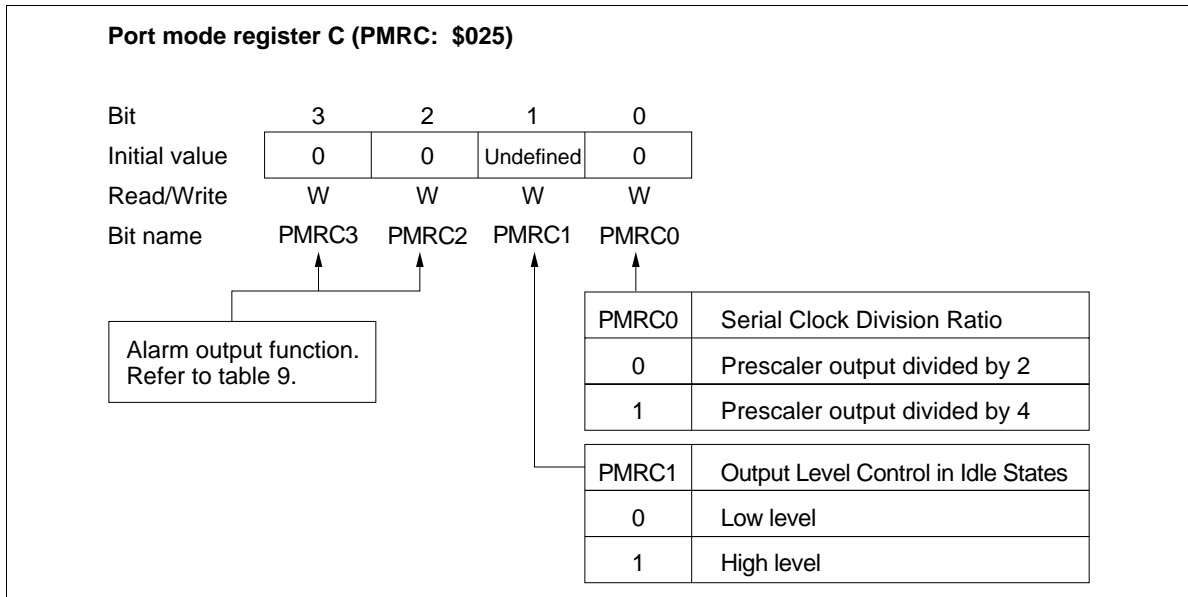 Port mode register C (PMRC: $025)
Bit 3 2 1 0
Initial value 0 0 Undefined 0
Read/Write W W W W
Bit name PMRC3 PMRC2 PMRC1 PMRC0
Alarm output function.
Refer to table 9.
PMRC0 Serial Clock Division Ratio
0 Prescaler output divided by 2
1 Prescaler output divided by 4
PMRC1 Output Level Control in Idle States
0 Low level
1 High level